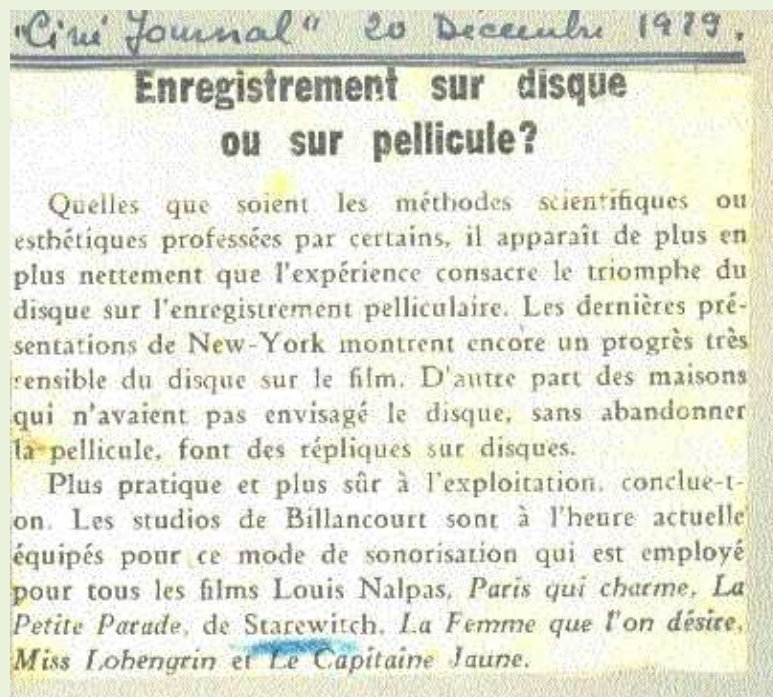 "Ciné Journal" 20 Décembre 1929.
Enregistrement sur disque
ou sur pellicule?
Quelles que soient les méthodes scientifiques ou
esthétiques professées par certains, il apparaît de plus en
plus nettement que l'expérience consacre le triomphe du
disque sur l'enregistrement pelliculaire. Les dernières pré-
sentations de New-York montrent encore un progrès très
sensible du disque sur le film. D'autre part des maisons
qui n'avaient pas envisagé le disque, sans abandonner
la pellicule, font des répliques sur disques.
Plus pratique et plus sûr à l'exploitation, conclue-t-
on. Les studios de Billancourt sont à l'heure actuelle
équipés pour ce mode de sonorisation qui est employé
pour tous les films Louis Nalpas, Paris qui charme, La
Petite Parade, de Starewitch, La Femme que l'on désire,
Miss Lohengrin et Le Capitaine Jaune.